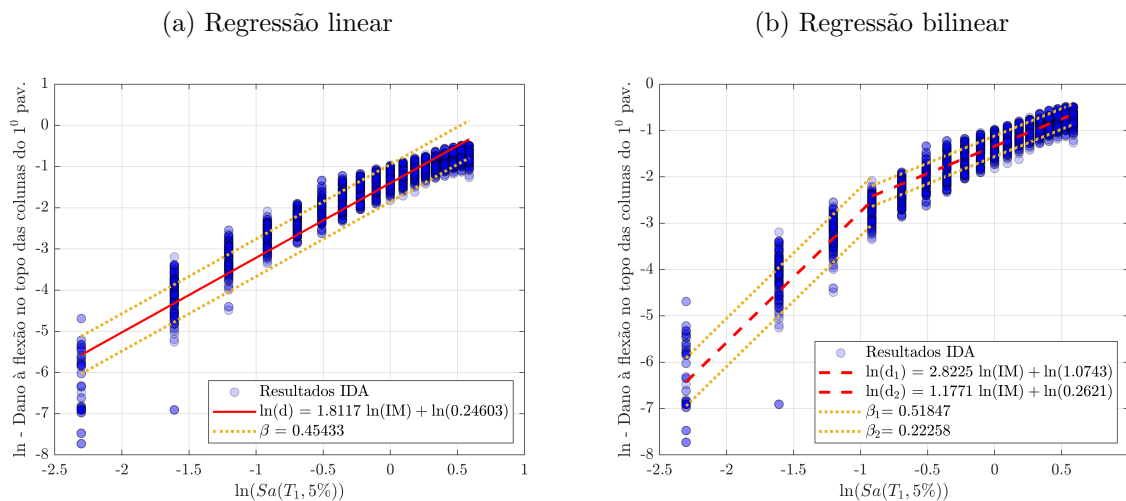 (a) Regressão linear
ln - Dano à flexão no topo das colunas do 1⁰ pav.
1
0
-1
-2
-3
-4
-5
-6
-7
-8
Resultados IDA
ln(d) = 1.8117 ln(IM) + ln(0.24603)
β = 0.45433
-2.5 -2 -1.5 -1 -0.5 0 0.5 1
ln(Sa(T₁, 5%))
(b) Regressão bilinear
ln - Dano à flexão no topo das colunas do 1⁰ pav.
0
-1
-2
-3
-4
-5
-6
-7
-8
Resultados IDA
ln(d₁) = 2.8225 ln(IM) + ln(1.0743)
ln(d₂) = 1.1771 ln(IM) + ln(0.2621)
β₁= 0.51847
β₂= 0.22258
-2.5 -2 -1.5 -1 -0.5 0 0.5
ln(Sa(T₁, 5%))